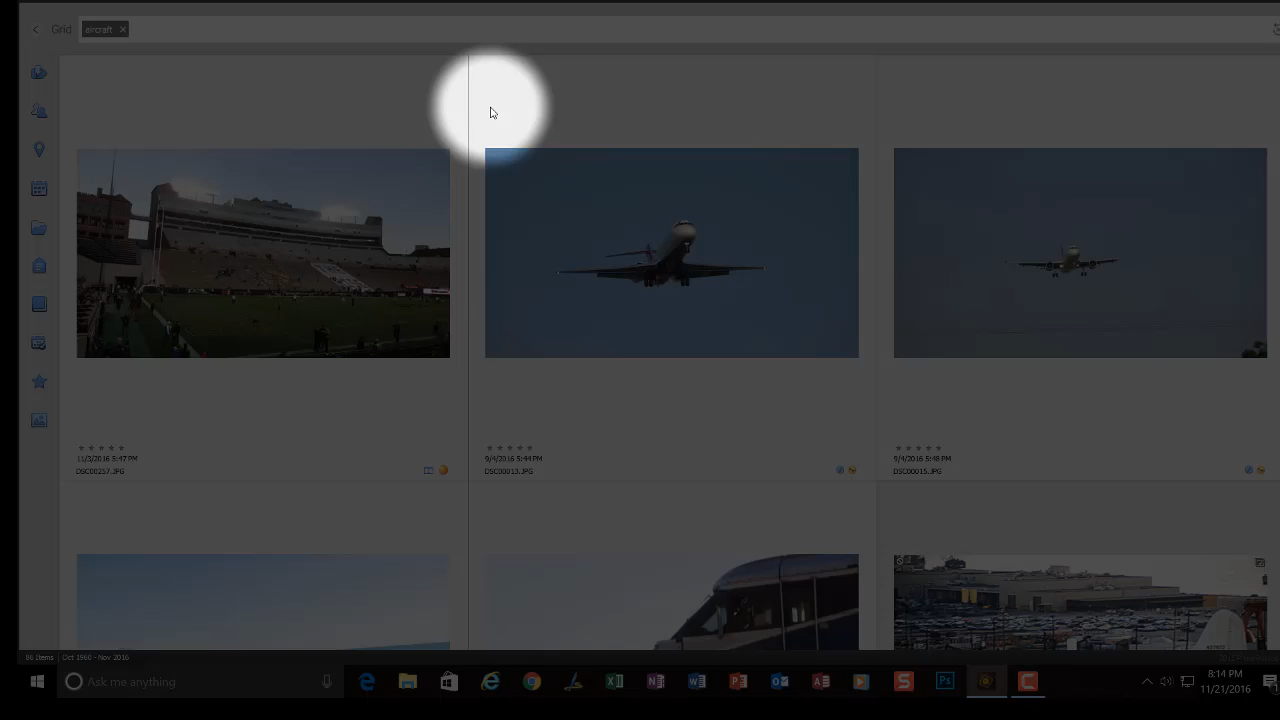 Grid aircraft
11/3/2016 5:47 PM
DSC00257.JPG
9/4/2016 5:44 PM
DSC00013.JPG
9/4/2016 5:48 PM
DSC00015.JPG
86 Items | Oct 1960 - Nov 2016
Ask me anything
8:14 PM
11/21/2016